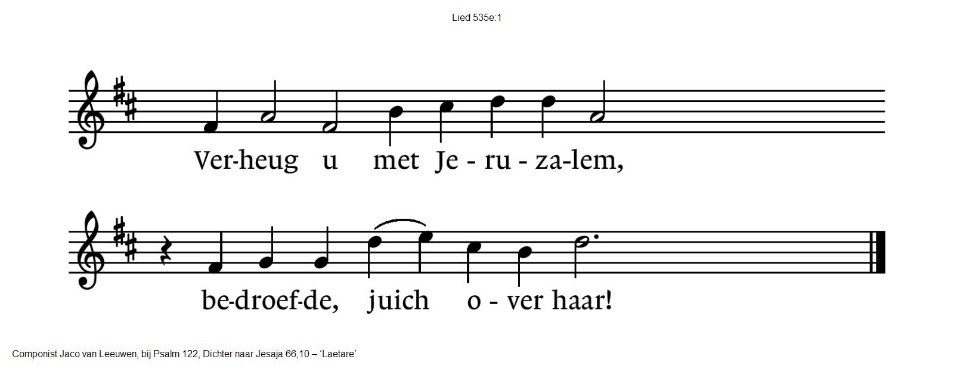 Lied 535e:1
Ver-heug u met Je - ru - za-lem,
be-droef-de, juich o - ver haar!
Componist Jaco van Leeuwen, bij Psalm 122, Dichter naar Jesaja 66,10 – ‘Laetare’